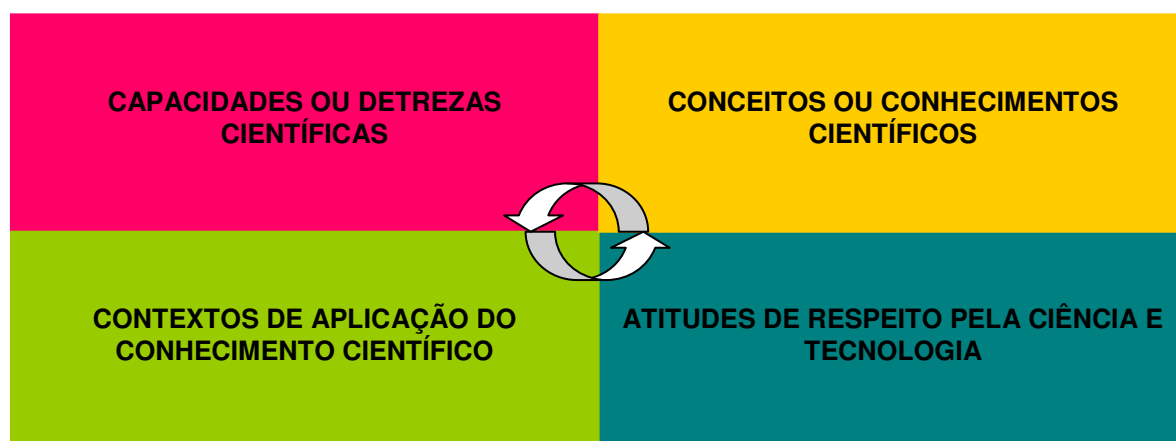 CAPACIDADES OU DETREZAS
CIENTÍFICAS
CONCEITOS OU CONHECIMENTOS
CIENTÍFICOS
CONTEXTOS DE APLICAÇÃO DO
CONHECIMENTO CIENTÍFICO
ATITUDES DE RESPEITO PELA CIÊNCIA E
TECNOLOGIA